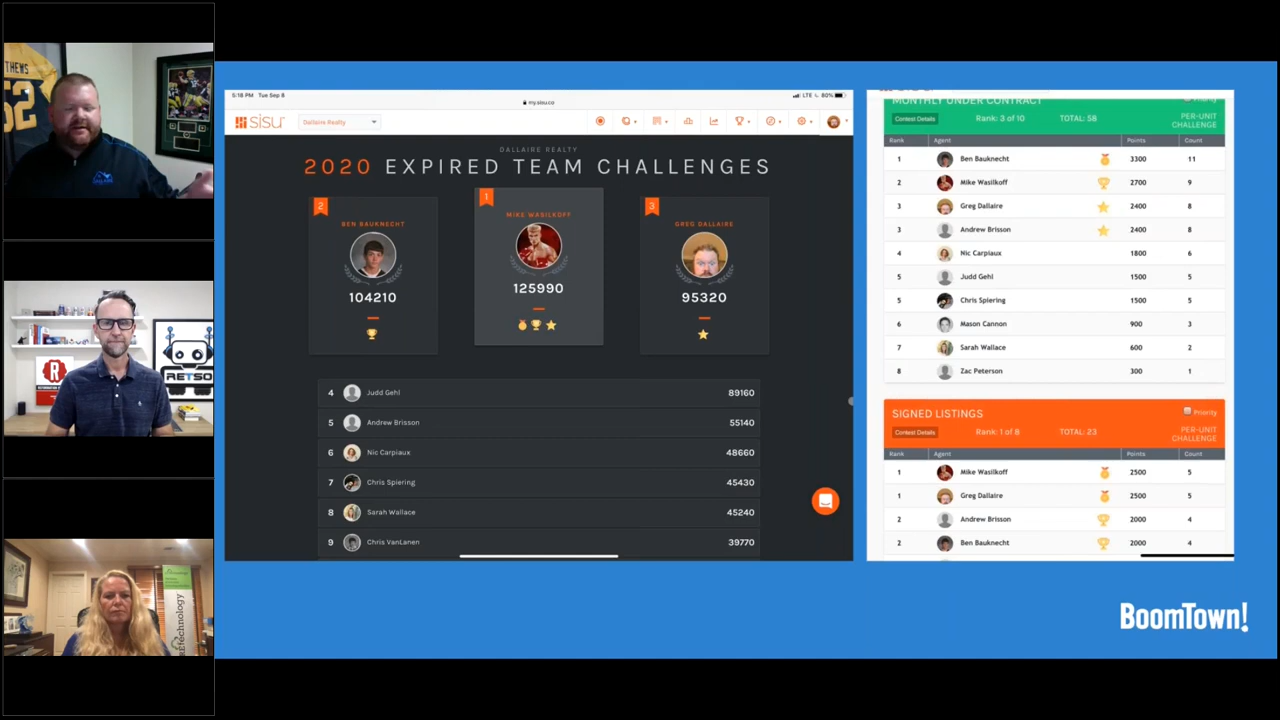 THEWS
52
R
RETSO
REtechnology
5:18 PM Tue Sep 8
my.sisu.co
LTE 80%
sisu
Dallaire Realty
DALLAIRE REALTY
2020 EXPIRED TEAM CHALLENGES
2
BEN BAUKNECHT
104210
1
MIKE WASILKOFF
125990
3
GREG DALLAIRE
95320
4 Judd Gehl 89160
5 Andrew Brisson 55140
6 Nic Carpiaux 48660
7 Chris Spiering 45430
8 Sarah Wallace 45240
9 Chris VanLanen 39770
MONTHLY UNDER CONTRACT Priority
Contest Details Rank: 3 of 10 TOTAL: 58 PER-UNIT CHALLENGE
Rank Agent Points Count
1 Ben Bauknecht 3300 11
2 Mike Wasilkoff 2700 9
3 Greg Dallaire 2400 8
3 Andrew Brisson 2400 8
4 Nic Carpiaux 1800 6
5 Judd Gehl 1500 5
5 Chris Spiering 1500 5
6 Mason Cannon 900 3
7 Sarah Wallace 600 2
8 Zac Peterson 300 1
SIGNED LISTINGS Priority
Contest Details Rank: 1 of 8 TOTAL: 23 PER-UNIT CHALLENGE
Rank Agent Points Count
1 Mike Wasilkoff 2500 5
1 Greg Dallaire 2500 5
2 Andrew Brisson 2000 4
2 Ben Bauknecht 2000 4
BoomTown!